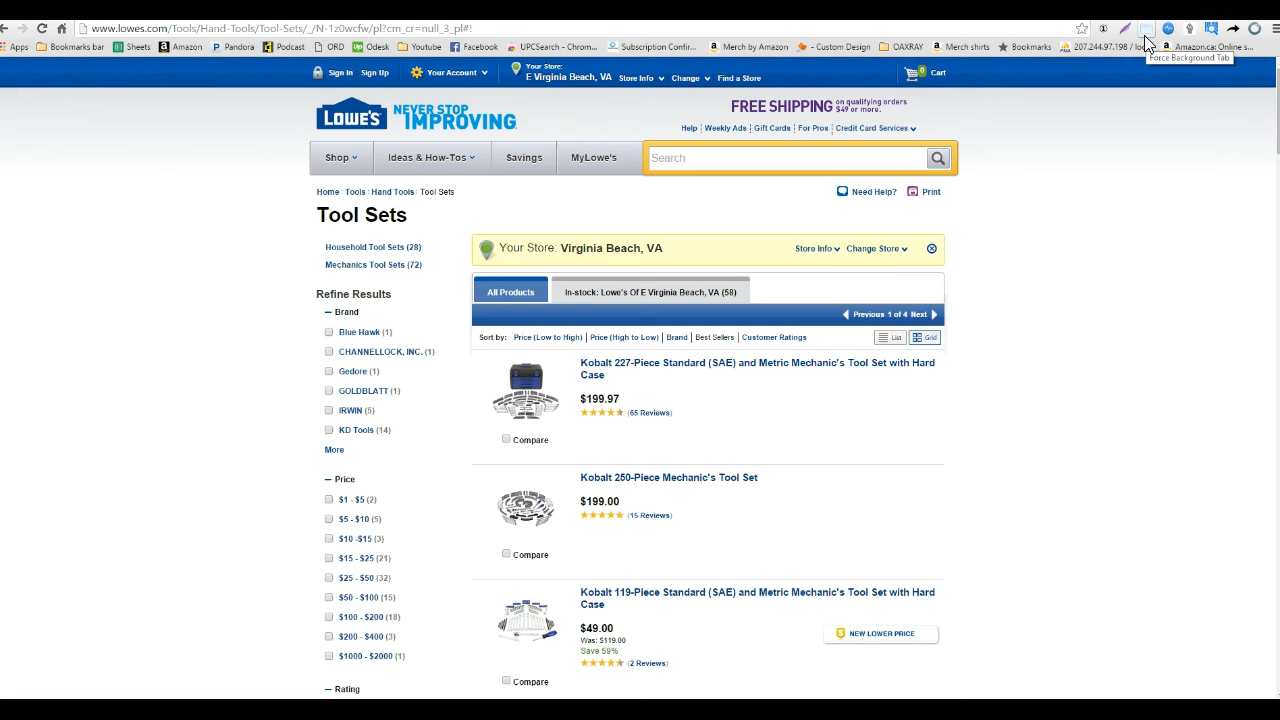 www.lowes.com/Tools/Hand-Tools/Tool-Sets/_/N-1z0wcfw/pl?cm_cr=null_3_pl#!
Apps Bookmarks bar Sheets Amazon Pandora Podcast ORD Odesk Youtube Facebook UPCSearch - Chrom... Subscription Confir... Merch by Amazon - Custom Design OAXRAY Merch shirts Bookmarks 207.244.97.198 / lo Amazon.ca: Online s...
Force Background Tab
Sign In Sign Up Your Account Your Store: E Virginia Beach, VA Store Info Change Find a Store 0 Cart
LOWE'S NEVER STOP IMPROVING
FREE SHIPPING on qualifying orders $49 or more.
Help Weekly Ads Gift Cards For Pros Credit Card Services
Shop Ideas & How-Tos Savings MyLowe's Search
Home : Tools : Hand Tools : Tool Sets Need Help? Print
Tool Sets
Household Tool Sets (28)
Mechanics Tool Sets (72)
Refine Results
Brand
Blue Hawk (1)
CHANNELLOCK, INC. (1)
Gedore (1)
GOLDBLATT (1)
IRWIN (5)
KD Tools (14)
More
Price
$1 - $5 (2)
$5 - $10 (5)
$10 -$15 (3)
$15 - $25 (21)
$25 - $50 (32)
$50 - $100 (15)
$100 - $200 (18)
$200 - $400 (3)
$1000 - $2000 (1)
Rating
Your Store: Virginia Beach, VA Store Info Change Store
All Products In-stock: Lowe's Of E Virginia Beach, VA (58)
Previous 1 of 4 Next
Sort by: Price (Low to High) Price (High to Low) Brand Best Sellers Customer Ratings List Grid
Kobalt 227-Piece Standard (SAE) and Metric Mechanic's Tool Set with Hard
Case
$199.97
(65 Reviews)
Compare
Kobalt 250-Piece Mechanic's Tool Set
$199.00
(15 Reviews)
Compare
Kobalt 119-Piece Standard (SAE) and Metric Mechanic's Tool Set with Hard
Case
$49.00
NEW LOWER PRICE
Was: $119.00
Save 59%
(2 Reviews)
Compare